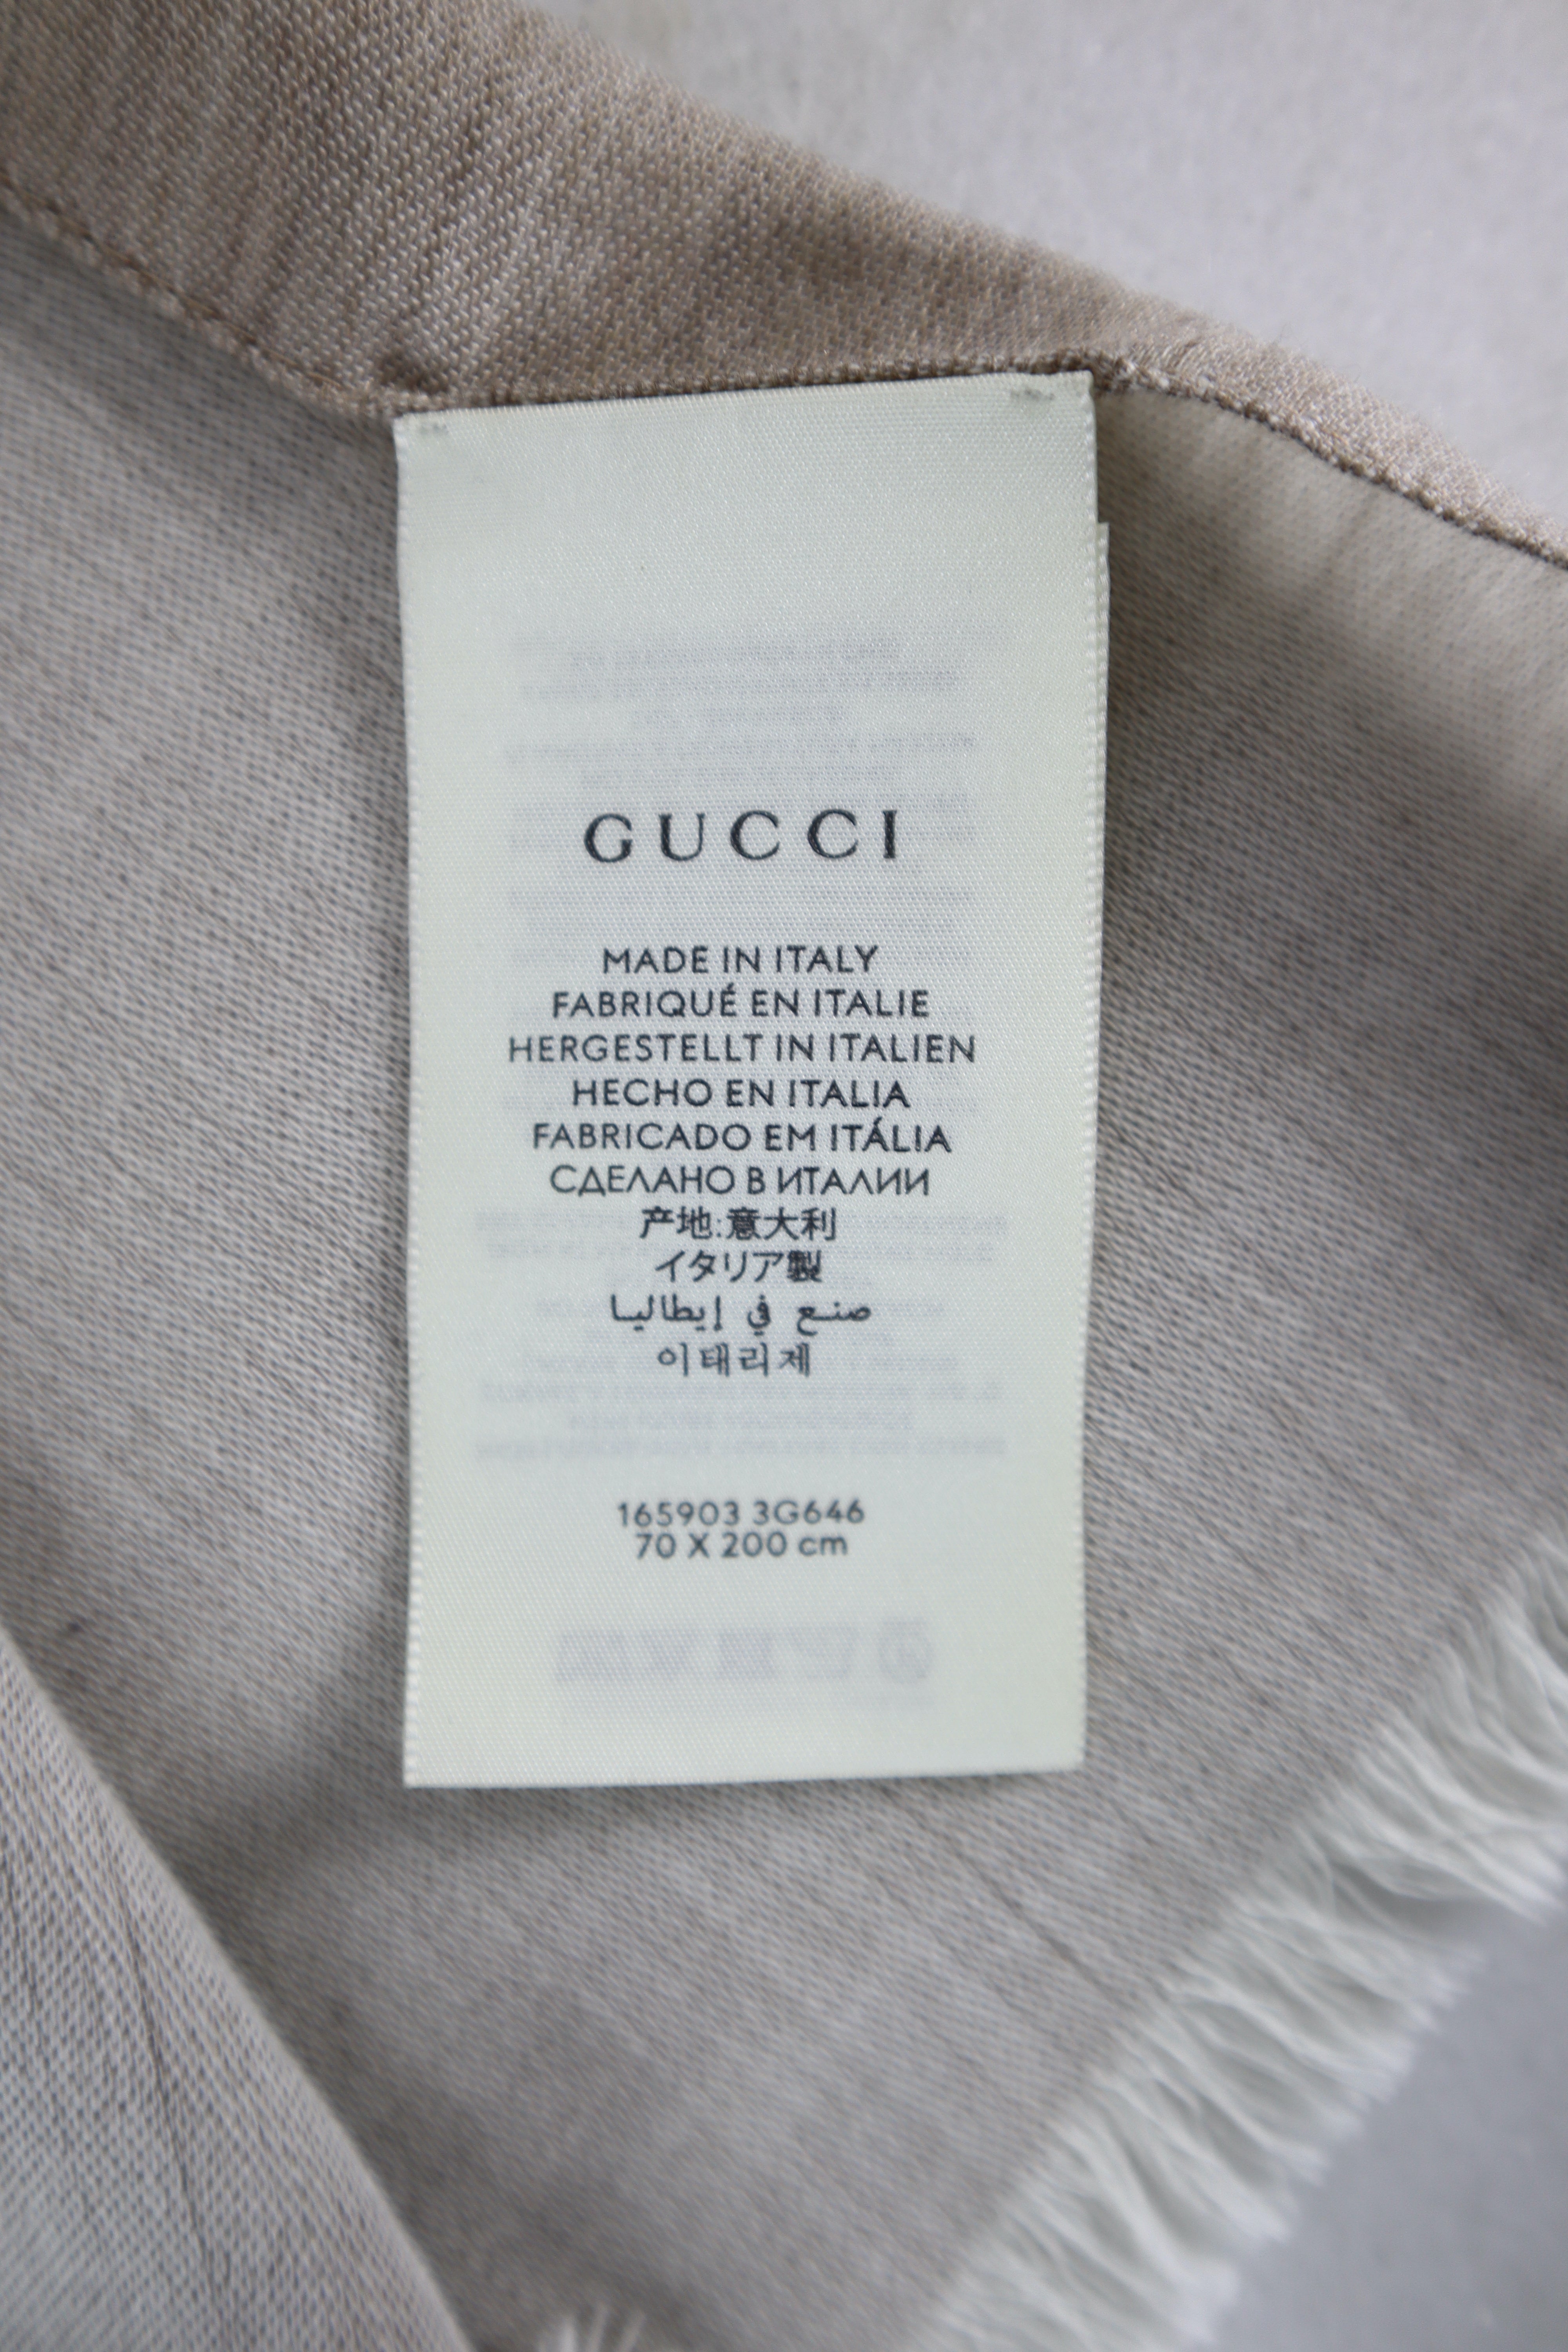 GUCCI
MADE IN ITALY
FABRIQUÉ EN ITALIE
HERGESTELLT IN ITALIEN
HECHO EN ITALIA
FABRICADO EM ITÁLIA
СДЕЛАНО В ИТАЛИИ
产地:意大利
イタリア製
صنع في إيطاليا
이태리제
165903 3G646
70 X 200 cm